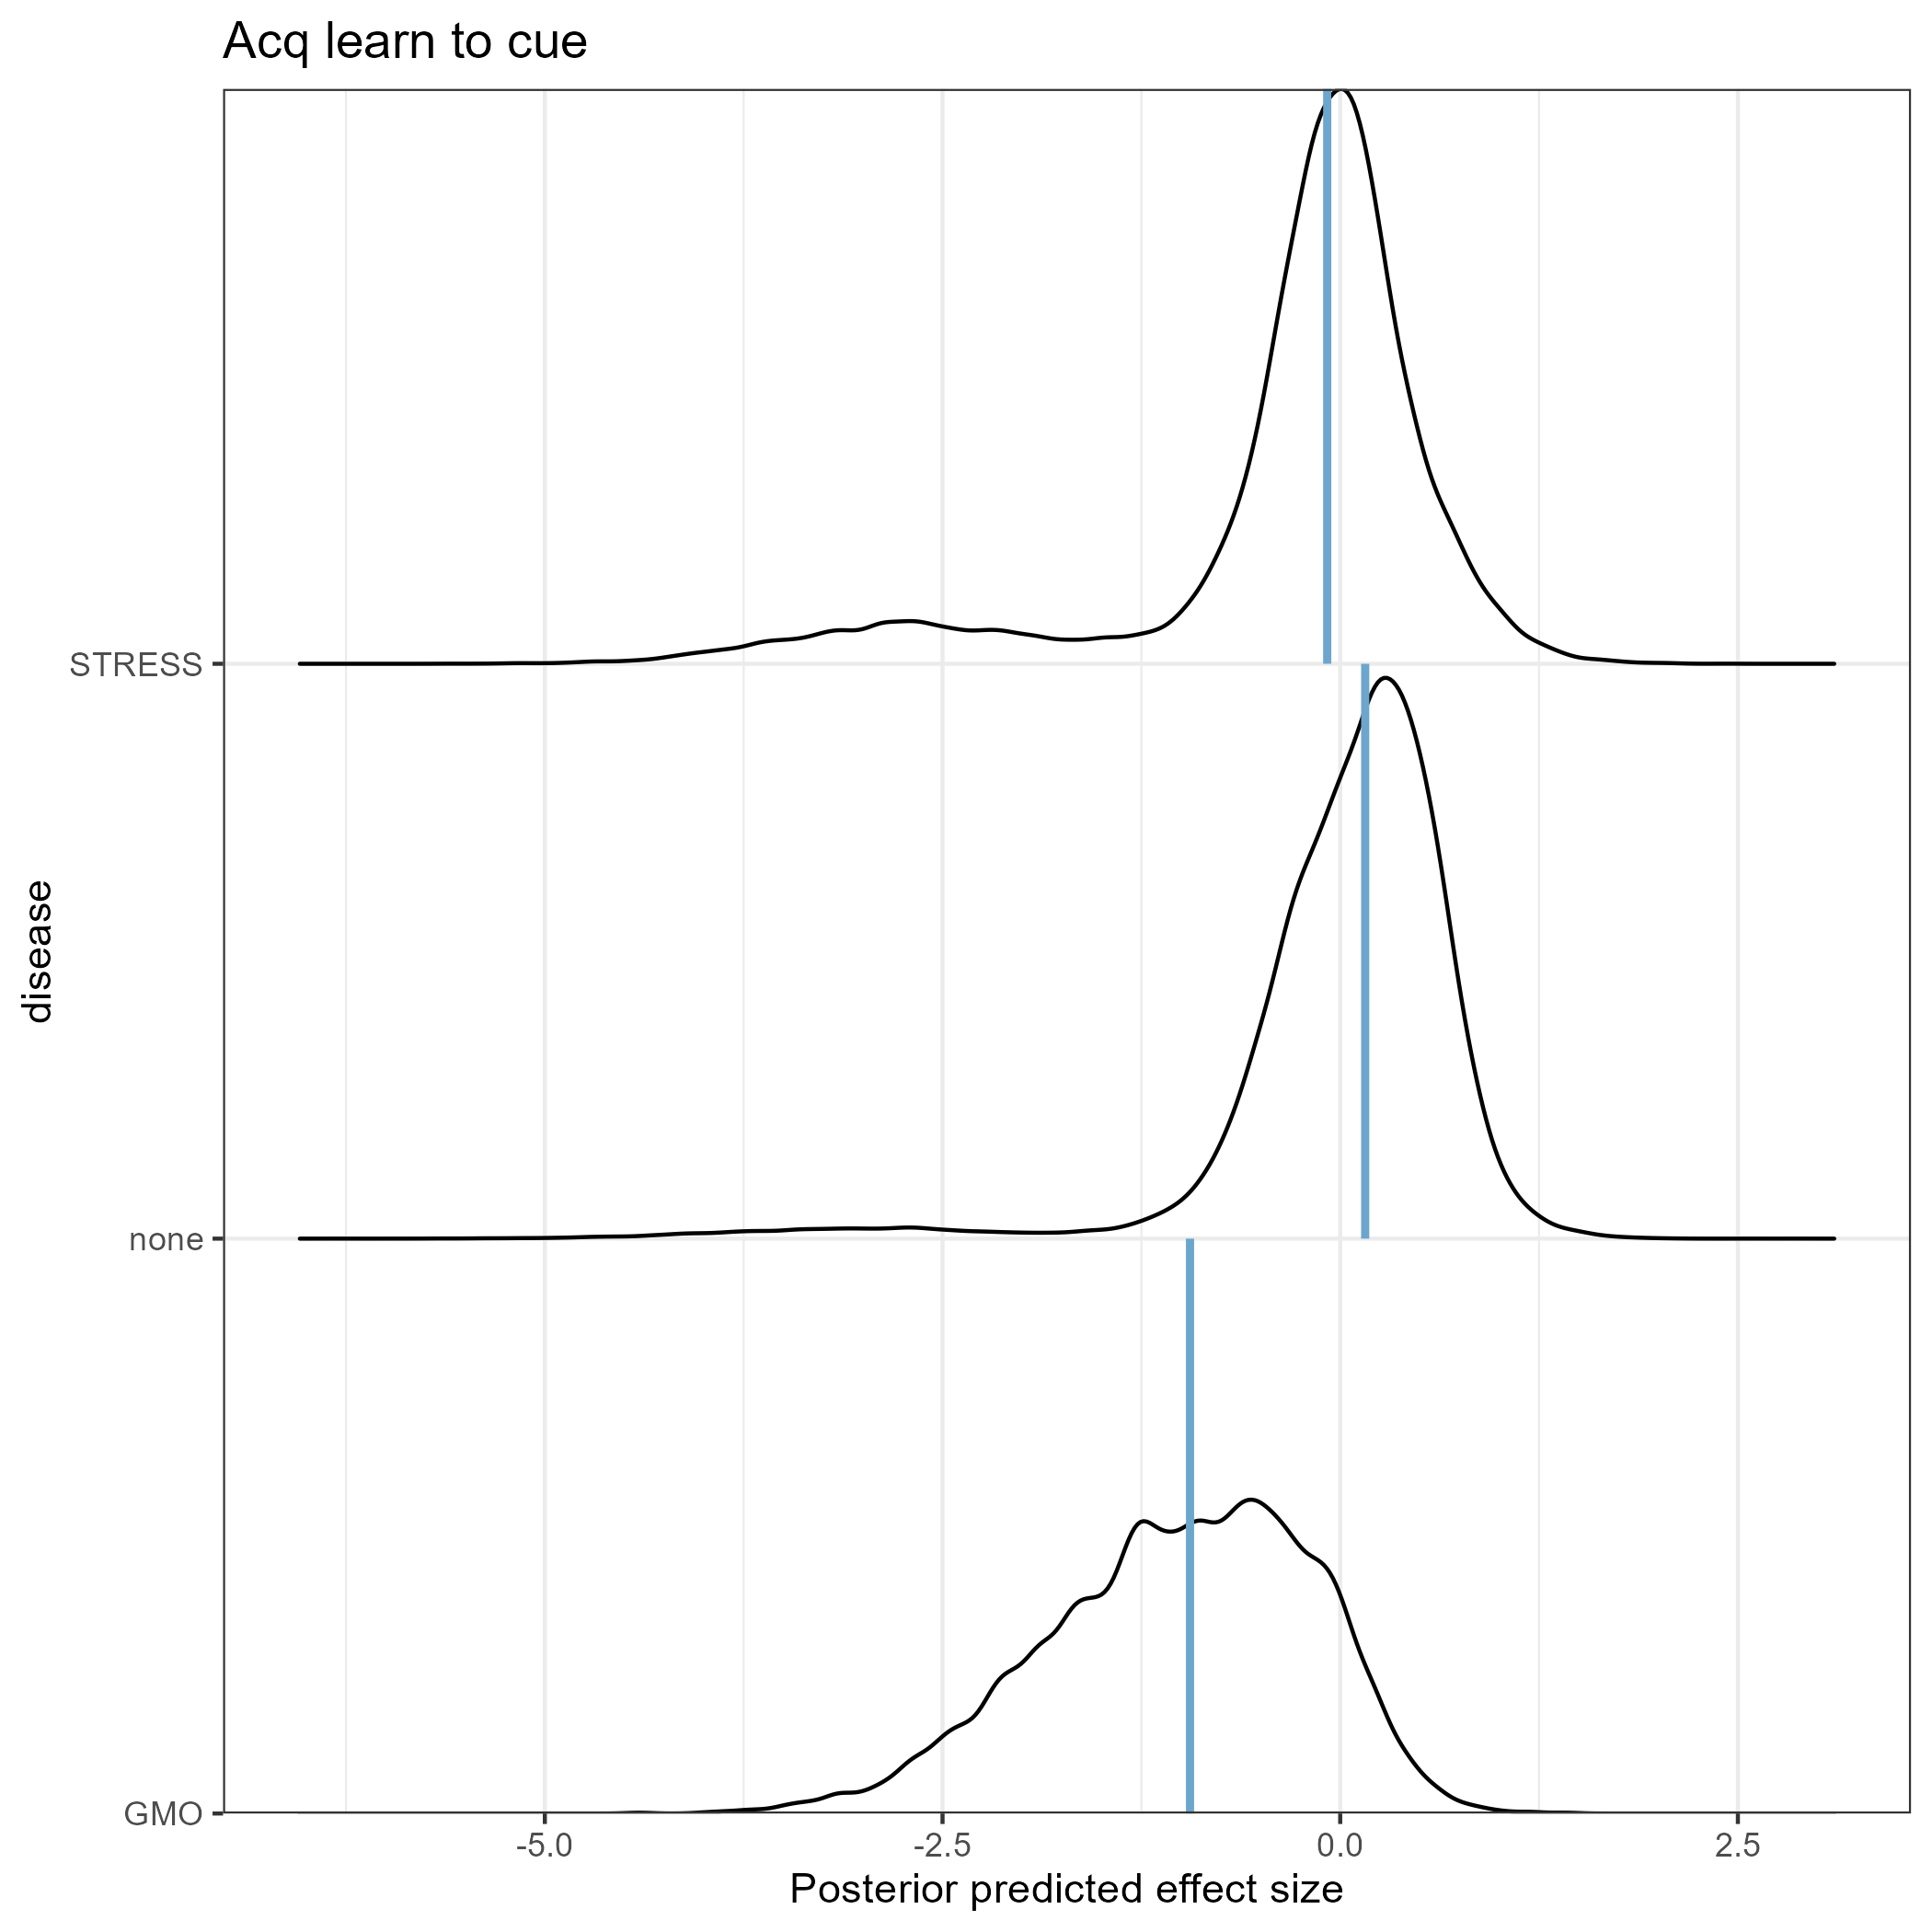 Acq learn to cue
disease
STRESS
none
GMO
-5.0
-2.5
0.0
2.5
Posterior predicted effect size